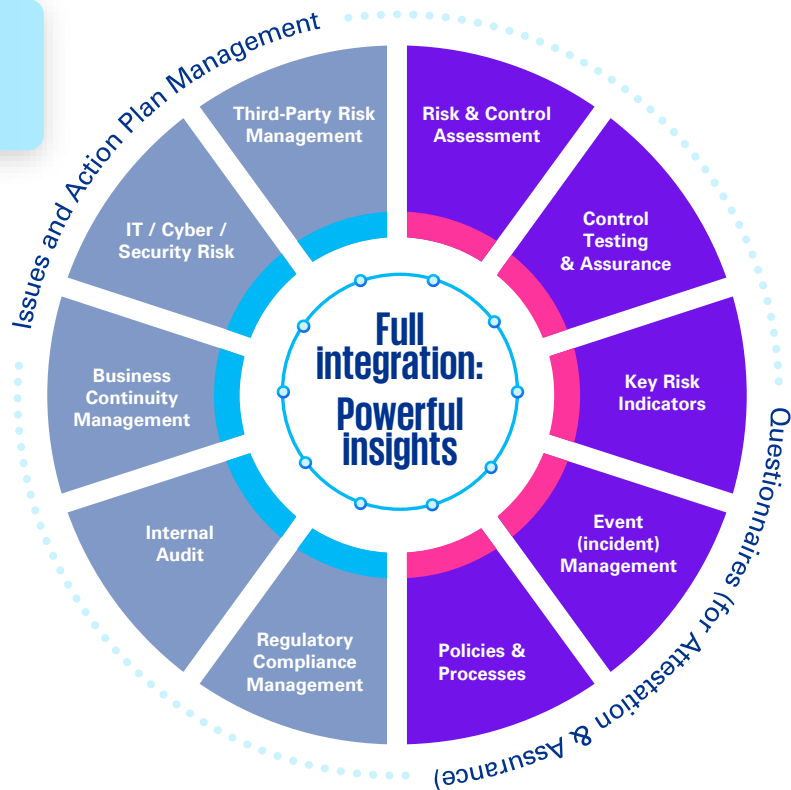 Issues and Action Plan Management
Third-Party Risk
Management
Risk & Control
Assessment
IT / Cyber /
Security Risk
Control
Testing
& Assurance
Full
integration:
Powerful
insights
Business
Continuity
Management
Key Risk
Indicators
Internal
Audit
Event
(incident)
Management
Regulatory
Compliance
Management
Policies &
Processes
Questionnaires (for Attestation & Assurance)